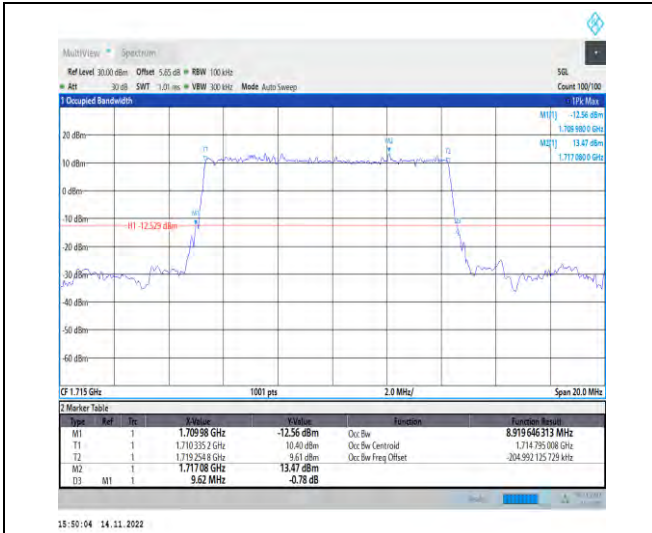 MultiView Spectrum
Ref Level 30.00 dBm Offset 5.65 dB RBW 100 kHz SGL
Att 30 dB SWT 1.01 ms VBW 300 kHz Mode Auto Sweep Count 100/100
1 Occupied Bandwidth 1Pk Max
M1[1] -12.56 dBm
1.709 980 0 GHz
M2[1] 13.47 dBm
1.717 080 0 GHz
20 dBm
M2
T1 T2
10 dBm
0 dBm
-10 dBm
M1
H1 -12.529 dBm
-20 dBm
-30 dBm
-40 dBm
-50 dBm
-60 dBm
CF 1.715 GHz 1001 pts 2.0 MHz/ Span 20.0 MHz
2 Marker Table
Type Ref Trc X-Value Y-Value Function Function Result
M1 1 1.70998 GHz -12.56 dBm Occ Bw 8.919 646 313 MHz
T1 1 1.710 335 2 GHz 10.40 dBm Occ Bw Centroid 1.714 795 008 GHz
T2 1 1.719 254 8 GHz 9.61 dBm Occ Bw Freq Offset -204.992 125 729 kHz
M2 1 1.71708 GHz 13.47 dBm
D3 M1 1 9.62 MHz -0.78 dB
15:50:04 14.11.2022